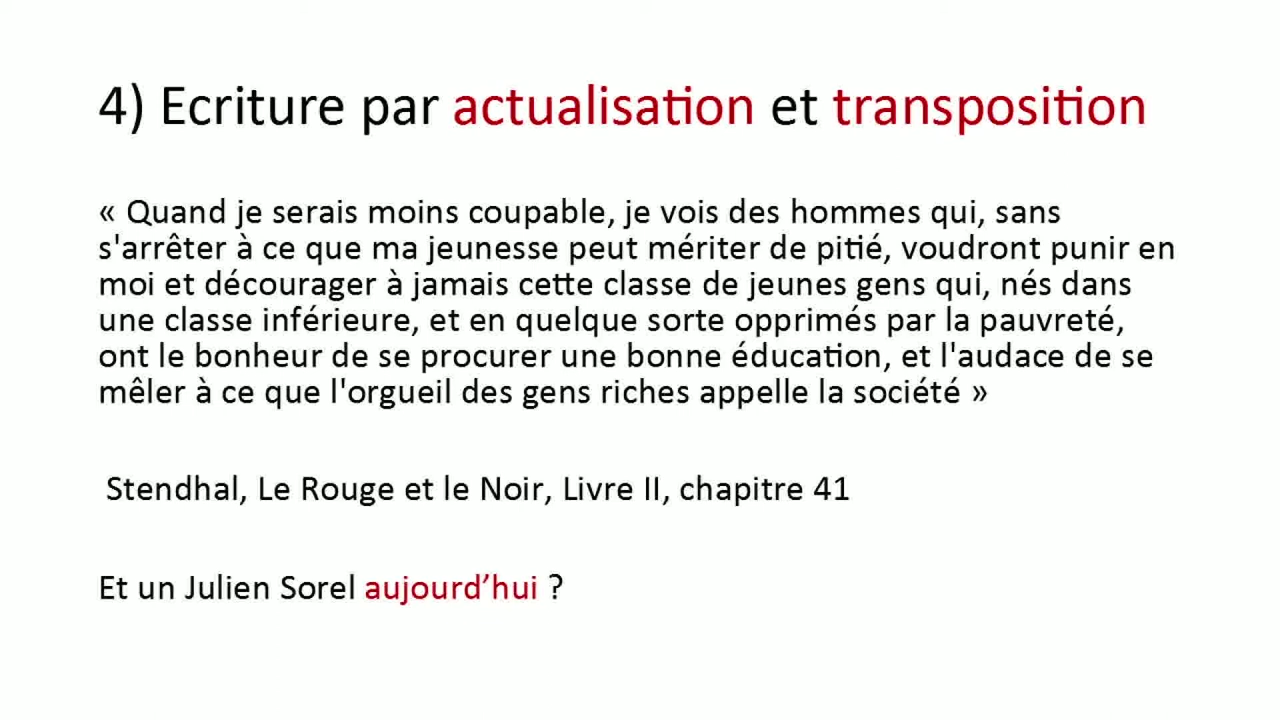 4) Ecriture par actualisation et transposition
« Quand je serais moins coupable, je vois des hommes qui, sans
s'arrêter à ce que ma jeunesse peut mériter de pitié, voudront punir en
moi et décourager à jamais cette classe de jeunes gens qui, nés dans
une classe inférieure, et en quelque sorte opprimés par la pauvreté,
ont le bonheur de se procurer une bonne éducation, et l'audace de se
mêler à ce que l'orgueil des gens riches appelle la société »
Stendhal, Le Rouge et le Noir, Livre II, chapitre 41
Et un Julien Sorel aujourd’hui ?